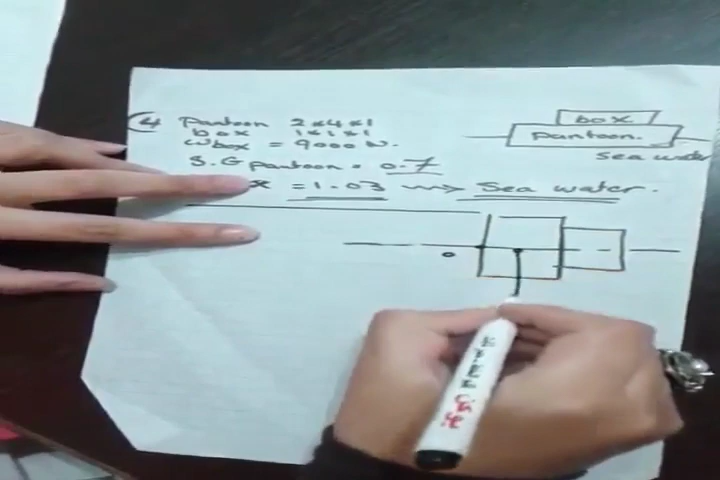 4 Pantoon 2*4*1
box 1*1*1
Wbox = 9000 N.
S.G pantoon = 0.7
x = 1.03 Sea water.
box
Pantoon.
Sea water